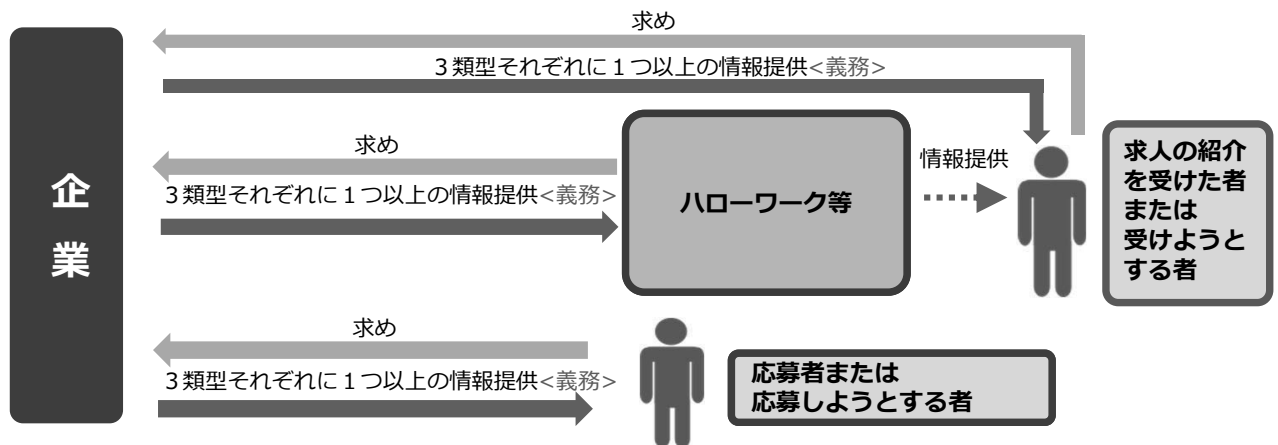 求め
３類型それぞれに１つ以上の情報提供<義務>
企
業
求め
３類型それぞれに１つ以上の情報提供<義務>
ハローワーク等
情報提供
求人の紹介
を受けた者
または
受けようと
する者
求め
３類型それぞれに１つ以上の情報提供<義務>
応募者または
応募しようとする者